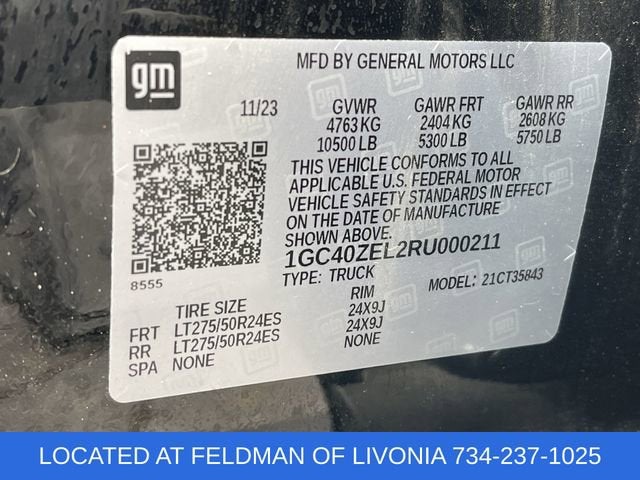 gm
MFD BY GENERAL MOTORS LLC
11/23 GVWR GAWR FRT GAWR RR
4763 KG 2404 KG 2608 KG
10500 LB 5300 LB 5750 LB
THIS VEHICLE CONFORMS TO ALL
APPLICABLE U.S. FEDERAL MOTOR
VEHICLE SAFETY STANDARDS IN EFFECT
ON THE DATE OF MANUFACTURE
SHOWN ABOVE.
1GC40ZEL2RU000211
8555
TYPE: TRUCK MODEL: 21CT35843
TIRE SIZE RIM
FRT LT275/50R24ES 24X9J
RR LT275/50R24ES 24X9J
SPA NONE NONE
LOCATED AT FELDMAN OF LIVONIA 734-237-1025